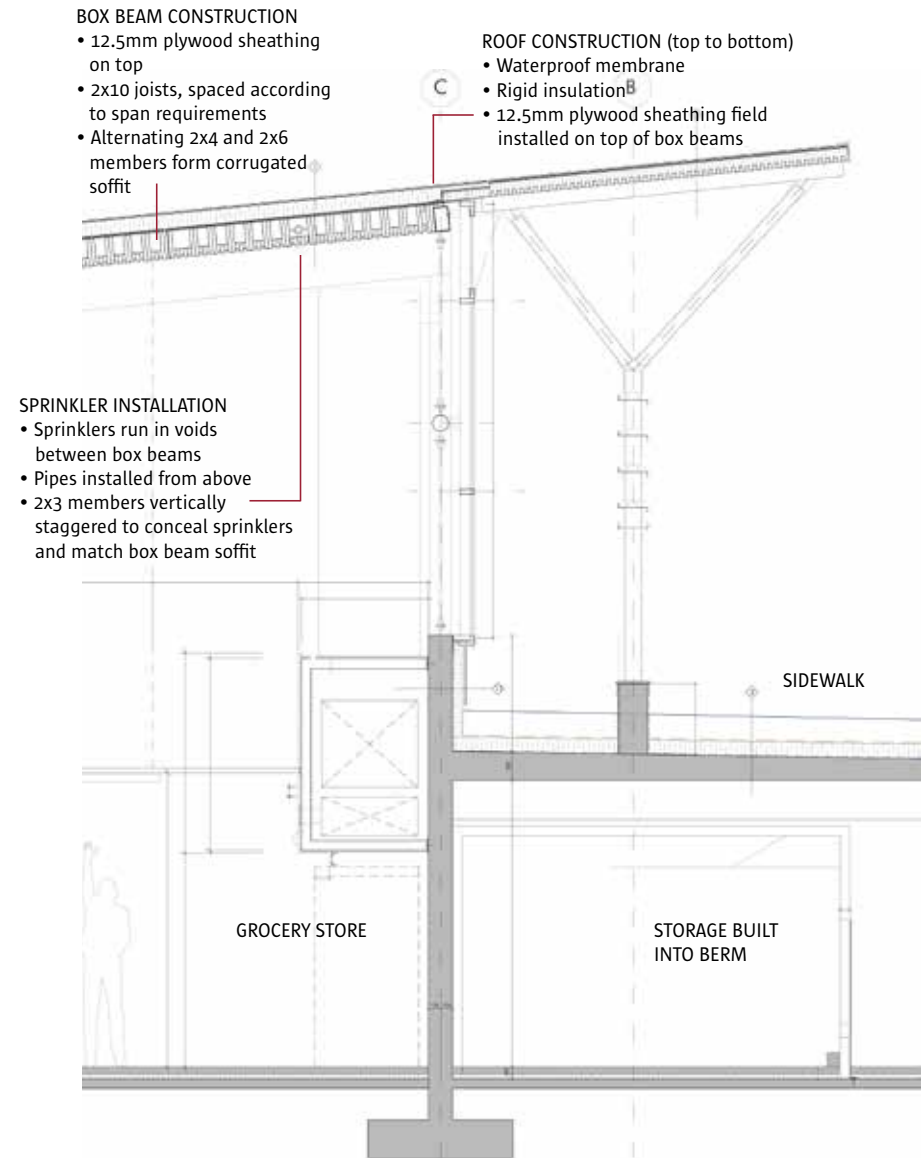 BOX BEAM CONSTRUCTION
• 12.5mm plywood sheathing
on top
• 2x10 joists, spaced according
to span requirements
• Alternating 2x4 and 2x6
members form corrugated
soffit
ROOF CONSTRUCTION (top to bottom)
• Waterproof membrane
• Rigid insulation
• 12.5mm plywood sheathing field
installed on top of box beams
C
B
SPRINKLER INSTALLATION
• Sprinklers run in voids
between box beams
• Pipes installed from above
• 2x3 members vertically
staggered to conceal sprinklers
and match box beam soffit
SIDEWALK
GROCERY STORE
STORAGE BUILT
INTO BERM